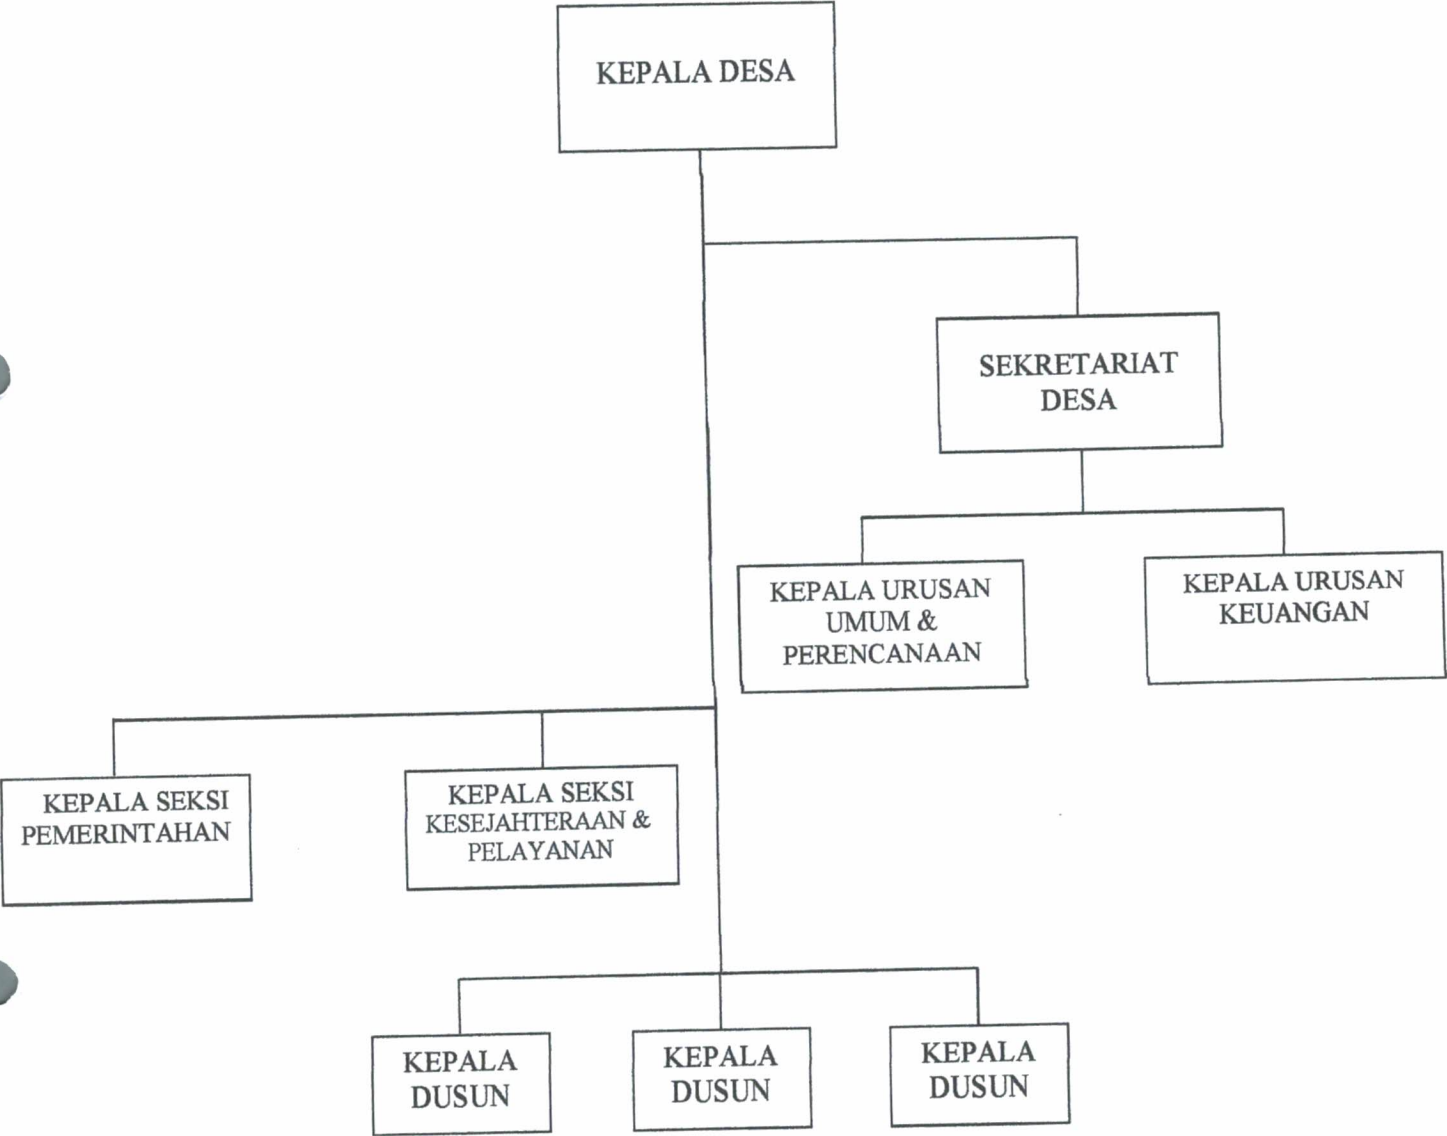 KEPALA DESA
SEKRETARIAT
DESA
KEPALA URUSAN
UMUM &
PERENCANAAN
KEPALA URUSAN
KEUANGAN
KEPALA SEKSI
PEMERINTAHAN
KEPALA SEKSI
KESEJAHTERAAN &
PELAYANAN
KEPALA
DUSUN
KEPALA
DUSUN
KEPALA
DUSUN